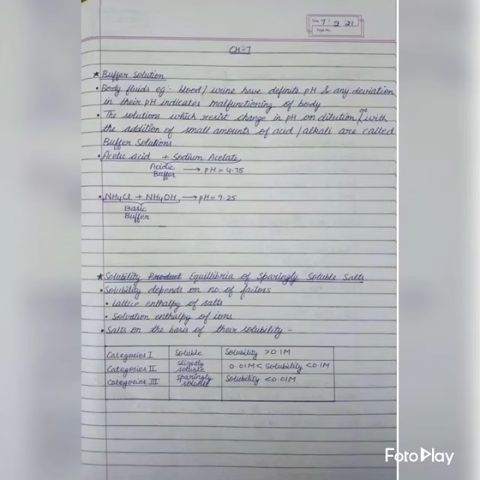 7 2 21
CH-7
★ Buffer solution
• Body fluids eg:- blood/urine have definite pH & any deviation
in their pH indicates malfunctioning of body
• The solutions which resist change in pH on dilution or with
the addition of small amounts of acid/alkali are called
Buffer Solutions
• Acetic acid + Sodium Acetate
Acidic → pH = 4.75
Buffer
• NH4Cl + NH4OH, → pH = 9.25
Basic
Buffer
★ Solubility Product Equilibria of Sparingly Soluble Salts.
• Solubility depends on no. of factors
• Lattice enthalpy of salts
• Solvation enthalpy of ions
• Salts on the basis of their solubility -
Categories I Soluble Solubility > 0.1M
Categories II slightly soluble 0.01M < Solubility < 0.1M
Categories III Sparingly soluble Solubility < 0.01M
FotoPlay